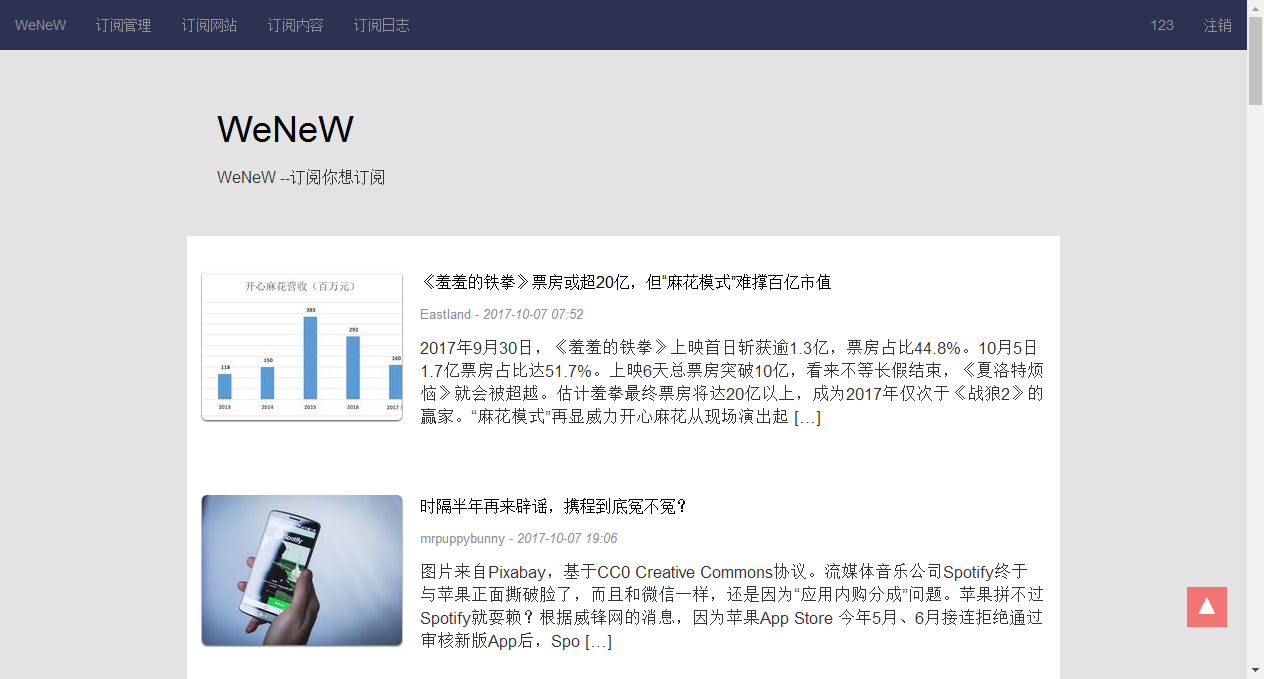 WeNeW 订阅管理 订阅网站 订阅内容 订阅日志 123 注销
WeNeW
WeNeW --订阅你想订阅
开心麻花营收（百万元）
383
292
150
160
118
2013 2014 2015 2016 2017
《羞羞的铁拳》票房或超20亿，但“麻花模式”难撑百亿市值
Eastland - 2017-10-07 07:52
2017年9月30日，《羞羞的铁拳》上映首日斩获逾1.3亿，票房占比44.8%。10月5日
1.7亿票房占比达51.7%。上映6天总票房突破10亿，看来不等长假结束，《夏洛特烦
恼》就会被超越。估计羞拳最终票房将达20亿以上，成为2017年仅次于《战狼2》的
赢家。“麻花模式”再显威力开心麻花从现场演出起 […]
Spotify
时隔半年再来辟谣，携程到底冤不冤？
mrpuppybunny - 2017-10-07 19:06
图片来自Pixabay，基于CC0 Creative Commons协议。流媒体音乐公司Spotify终于
与苹果正面撕破脸了，而且和微信一样，还是因为“应用内购分成”问题。苹果拼不过
Spotify就耍赖？根据威锋网的消息，因为苹果App Store 今年5月、6月接连拒绝通过
审核新版App后，Spo […]